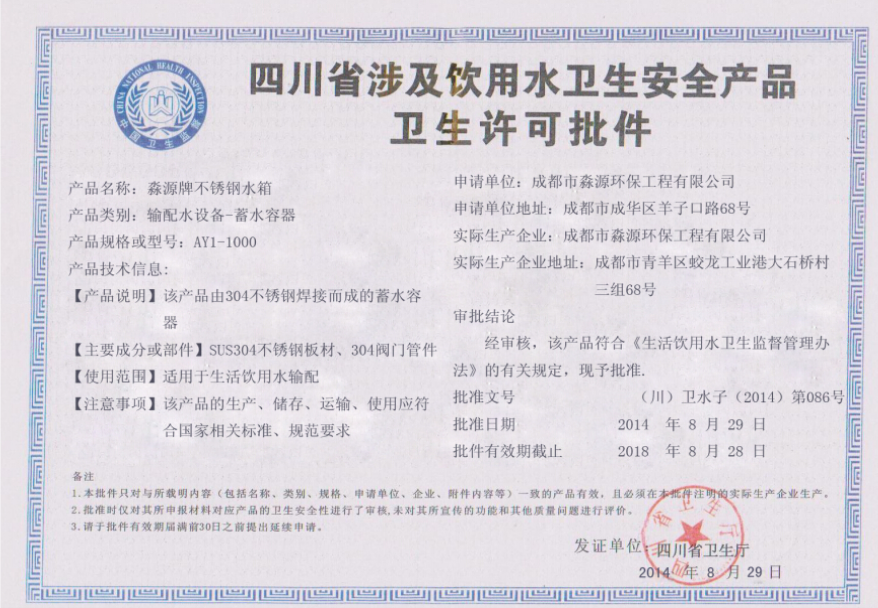 四川省涉及饮用水卫生安全产品
卫生许可批件
CHINA NATIONAL HEALTH INSPECTION
中国卫生监督
产品名称：淼源牌不锈钢水箱
产品类别：输配水设备-蓄水容器
产品规格或型号：AY1-1000
产品技术信息:
【产品说明】该产品由304不锈钢焊接而成的蓄水容
器
【主要成分或部件】SUS304不锈钢板材、304阀门管件
【使用范围】适用于生活饮用水输配
【注意事项】该产品的生产、储存、运输、使用应符
合国家相关标准、规范要求
申请单位：成都市淼源环保工程有限公司
申请单位地址：成都市成华区羊子口路68号
实际生产企业：成都市淼源环保工程有限公司
实际生产企业地址：成都市青羊区蛟龙工业港大石桥村
三组68号
审批结论
经审核，该产品符合《生活饮用水卫生监督管理办
法》的有关规定，现予批准.
批准文号 （川）卫水子（2014）第086号
批准日期 2014 年 8 月 29 日
批件有效期截止 2018 年 8 月 28 日
备注
1.本批件只对与所载明内容（包括名称、类别、规格、申请单位、企业、附件内容等）一致的产品有效，且必须在本批件注明的实际生产企业生产。
2.批准时仅对其所申报材料对应产品的卫生安全性进行了审核,未对其所宣传的功能和其他质量问题进行评价。
3.请于批件有效期届满前30日之前提出延续申请。
发证单位:四川省卫生厅
2014 年 8 月 29 日
四川省卫生厅